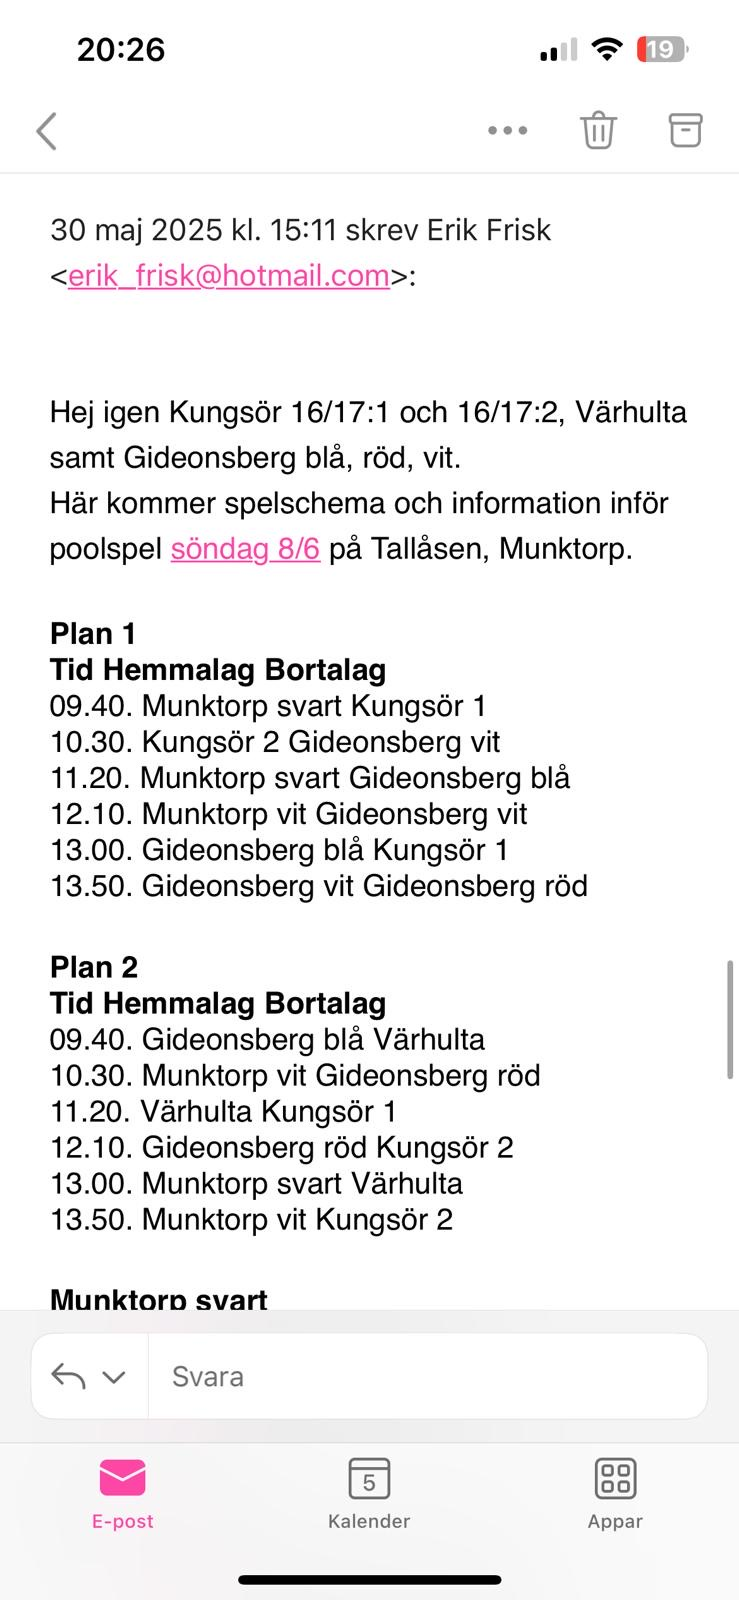 20:26
19
30 maj 2025 kl. 15:11 skrev Erik Frisk
<erik_frisk@hotmail.com>:
Hej igen Kungsör 16/17:1 och 16/17:2, Värhulta
samt Gideonsberg blå, röd, vit.
Här kommer spelschema och information inför
poolspel söndag 8/6 på Tallåsen, Munktorp.
Plan 1
Tid Hemmalag Bortalag
09.40. Munktorp svart Kungsör 1
10.30. Kungsör 2 Gideonsberg vit
11.20. Munktorp svart Gideonsberg blå
12.10. Munktorp vit Gideonsberg vit
13.00. Gideonsberg blå Kungsör 1
13.50. Gideonsberg vit Gideonsberg röd
Plan 2
Tid Hemmalag Bortalag
09.40. Gideonsberg blå Värhulta
10.30. Munktorp vit Gideonsberg röd
11.20. Värhulta Kungsör 1
12.10. Gideonsberg röd Kungsör 2
13.00. Munktorp svart Värhulta
13.50. Munktorp vit Kungsör 2
Munktorp svart
Svara
5
E-post
Kalender
Appar